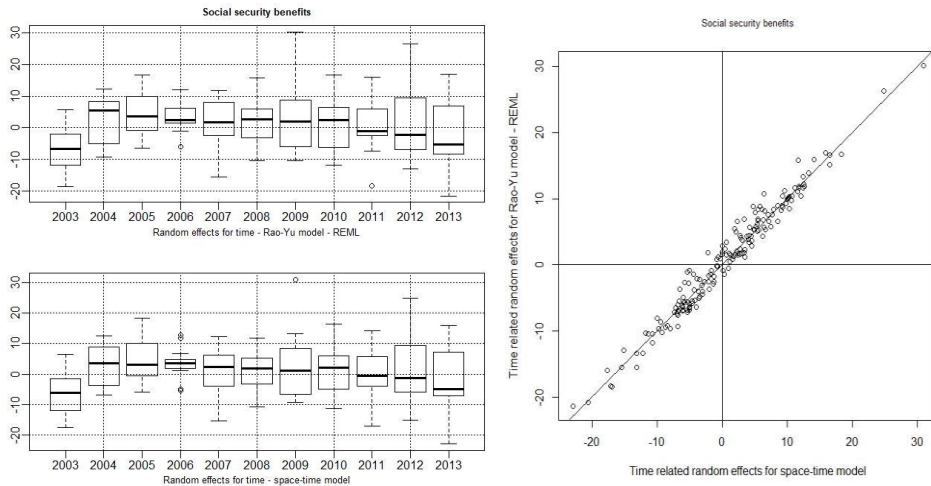 Social security benefits
30
20
10
0
-10
-20
2003 2004 2005 2006 2007 2008 2009 2010 2011 2012 2013
Random effects for time - Rao-Yu model - REML
30
20
10
0
-10
-20
2003 2004 2005 2006 2007 2008 2009 2010 2011 2012 2013
Random effects for time - space-time model
Social security benefits
Time related random effects for Rao-Yu model - REML
30
20
10
0
-10
-20
-20 -10 0 10 20 30
Time related random effects for space-time model